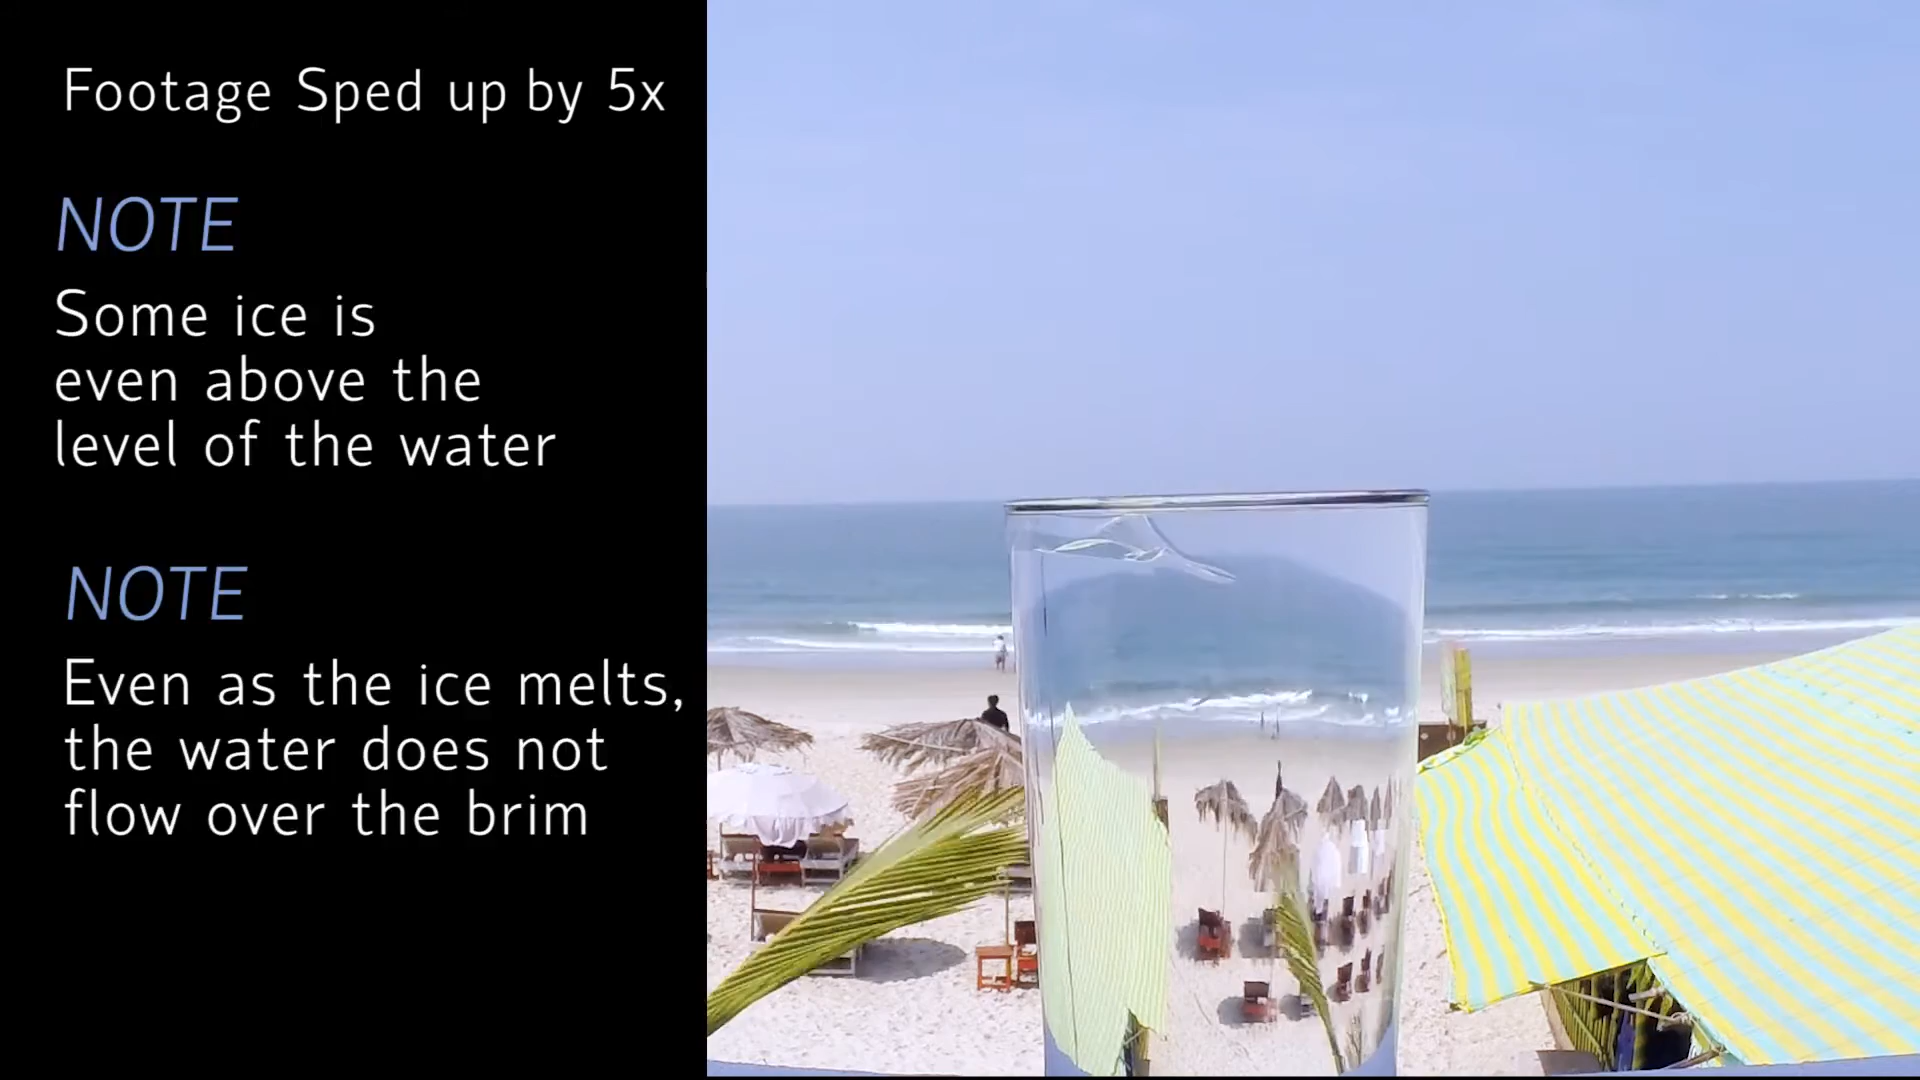 Footage Sped up by 5x
NOTE
Some ice is
even above the
level of the water
NOTE
Even as the ice melts,
the water does not
flow over the brim